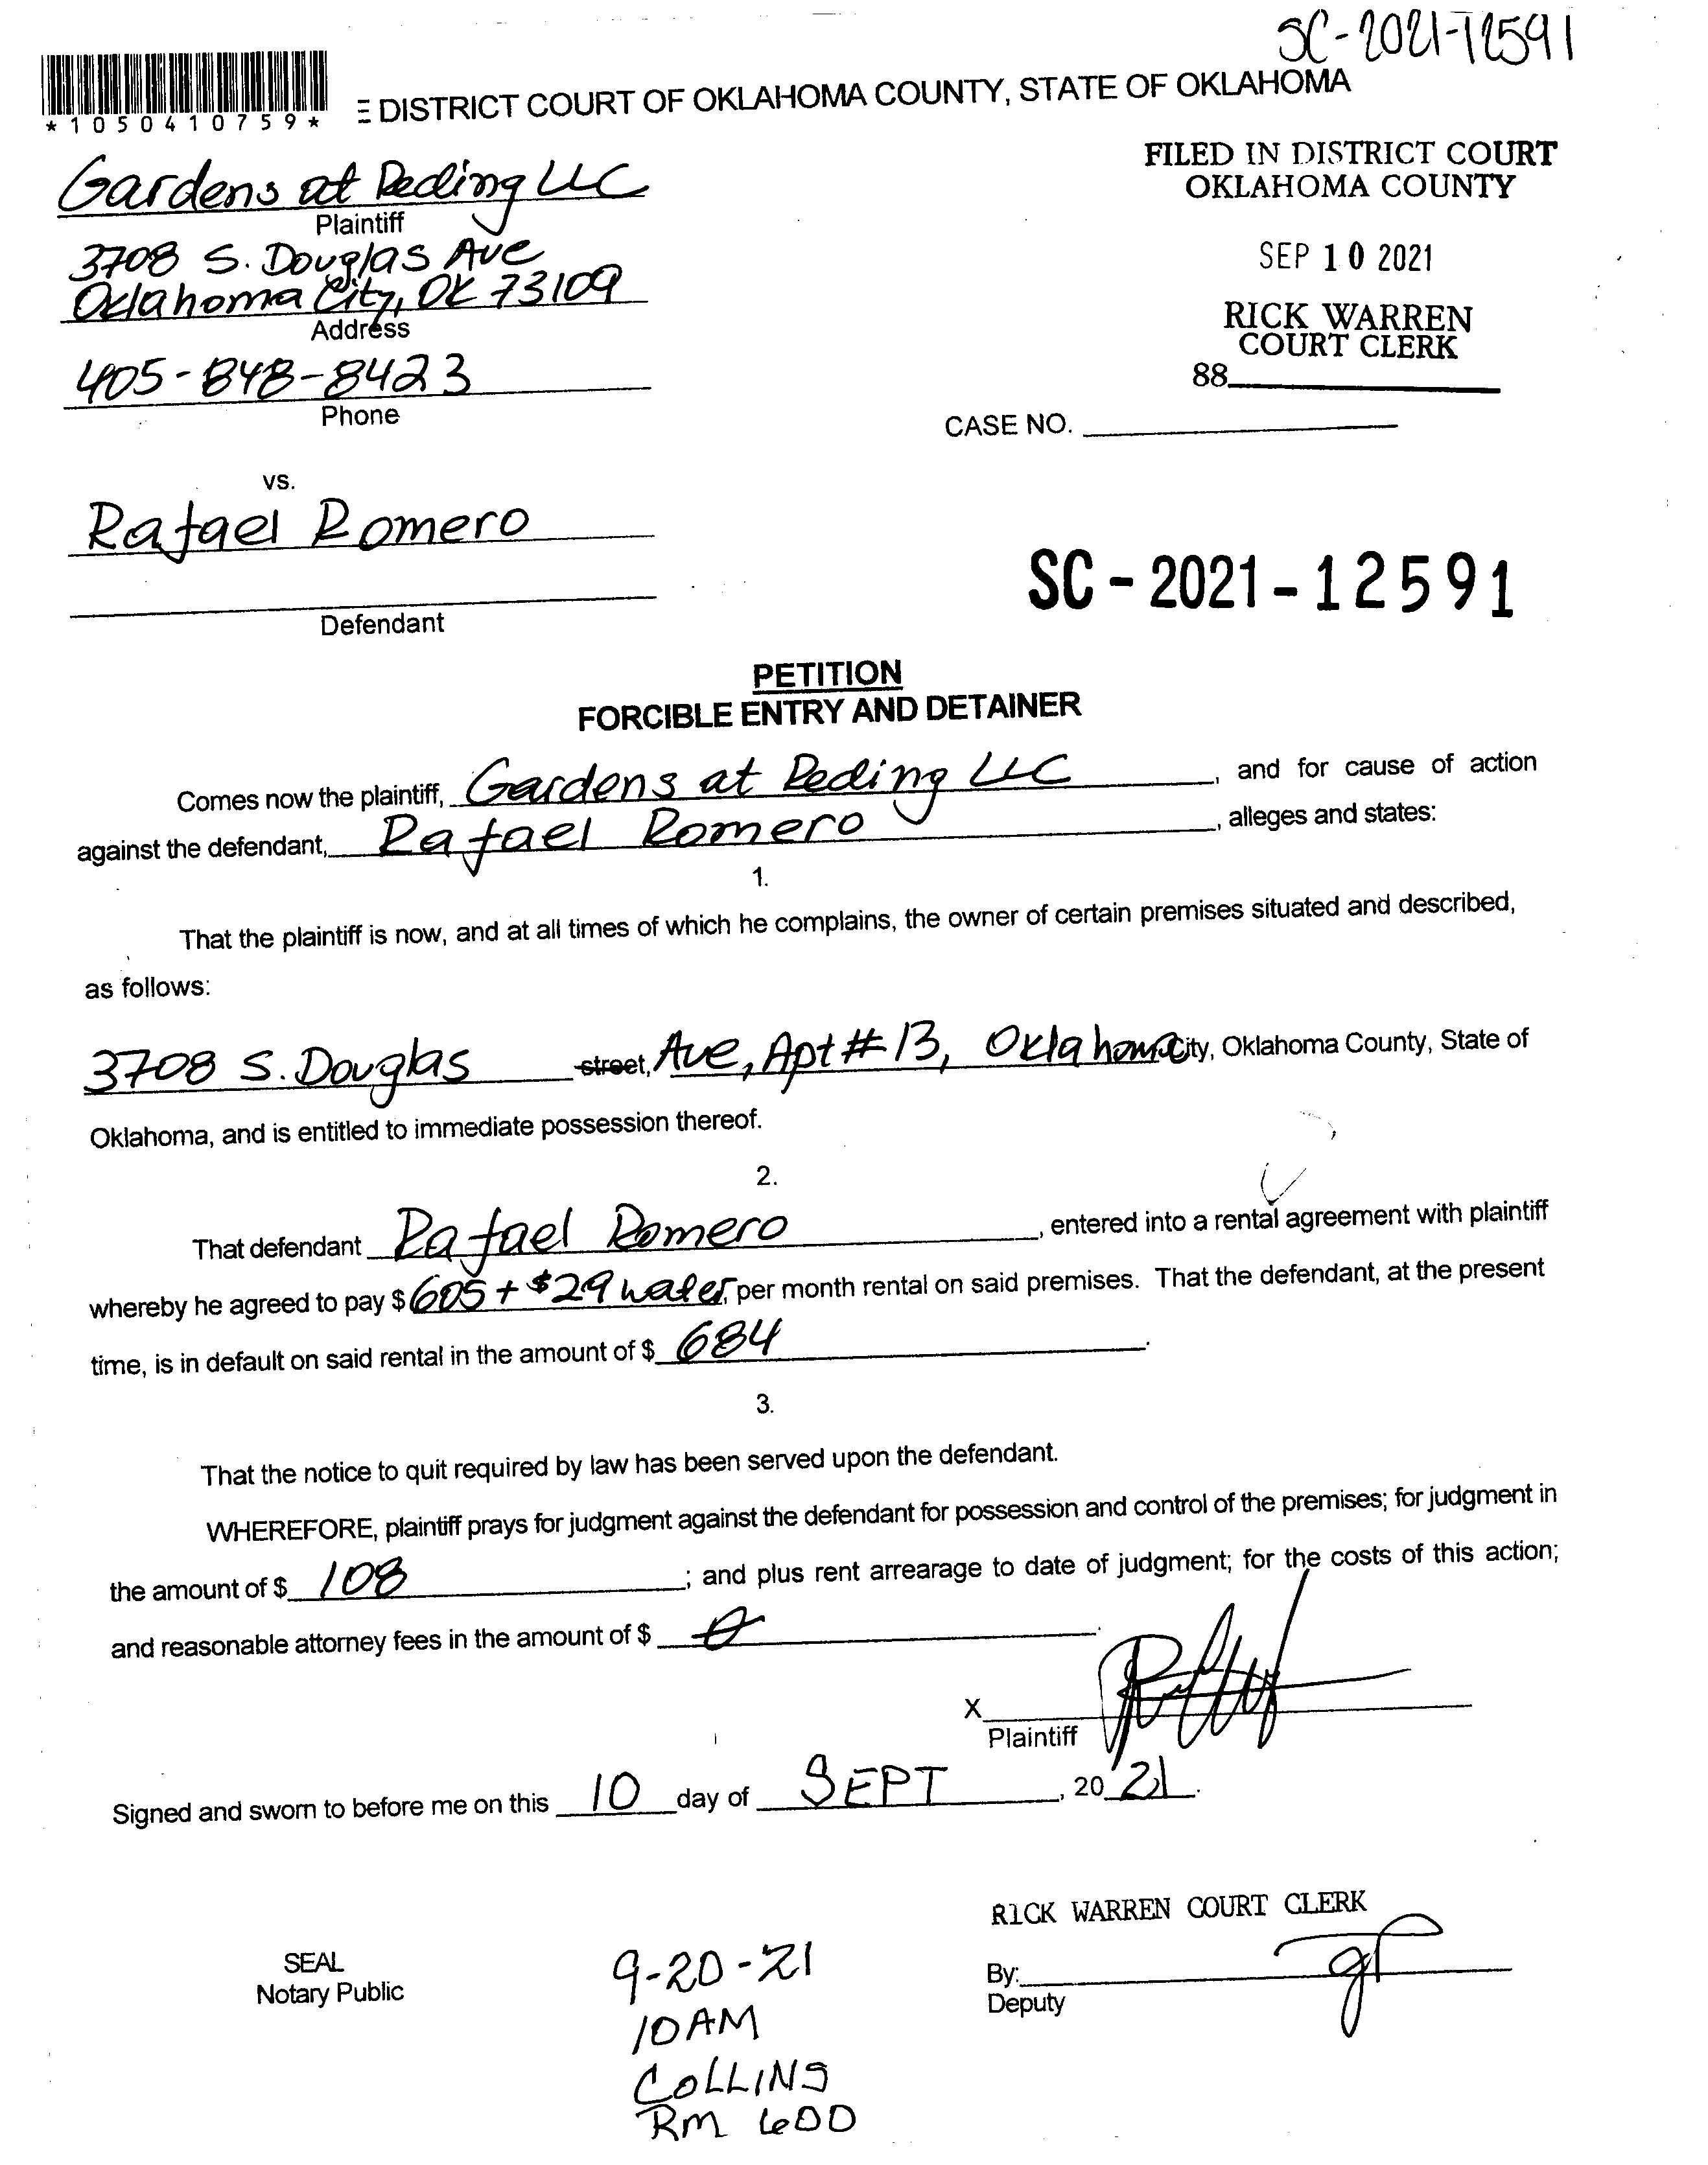 SC-2021-12591
*1050410759*
E DISTRICT COURT OF OKLAHOMA COUNTY, STATE OF OKLAHOMA
FILED IN DISTRICT COURT
OKLAHOMA COUNTY
Gardens at Reding LLC
Plaintiff
SEP 10 2021
3708 S. Douglas Ave
Oklahoma City, OK 73109
Address
RICK WARREN
COURT CLERK
88
405-848-8423
Phone
CASE NO.
vs.
Rafael Romero
Defendant
SC-2021-12591
PETITION
FORCIBLE ENTRY AND DETAINER
Comes now the plaintiff, Gardens at Reding LLC, and for cause of action
against the defendant, Rafael Romero, alleges and states:
1.
That the plaintiff is now, and at all times of which he complains, the owner of certain premises situated and described,
as follows:
3708 S. Douglas street, Ave, Apt # 13, Oklahoma City, Oklahoma County, State of
Oklahoma, and is entitled to immediate possession thereof.
2.
That defendant Rafael Romero, entered into a rental agreement with plaintiff
whereby he agreed to pay $ 605 + $29 water, per month rental on said premises. That the defendant, at the present
time, is in default on said rental in the amount of $ 684.
3.
That the notice to quit required by law has been served upon the defendant.
WHEREFORE, plaintiff prays for judgment against the defendant for possession and control of the premises; for judgment in
the amount of $ 108; and plus rent arrearage to date of judgment; for the costs of this action;
and reasonable attorney fees in the amount of $ 0.
X
Plaintiff
Signed and sworn to before me on this 10 day of SEPT, 20 21.
RICK WARREN COURT CLERK
SEAL
Notary Public
By:
Deputy
9-20-21
10AM
COLLINS
RM 600